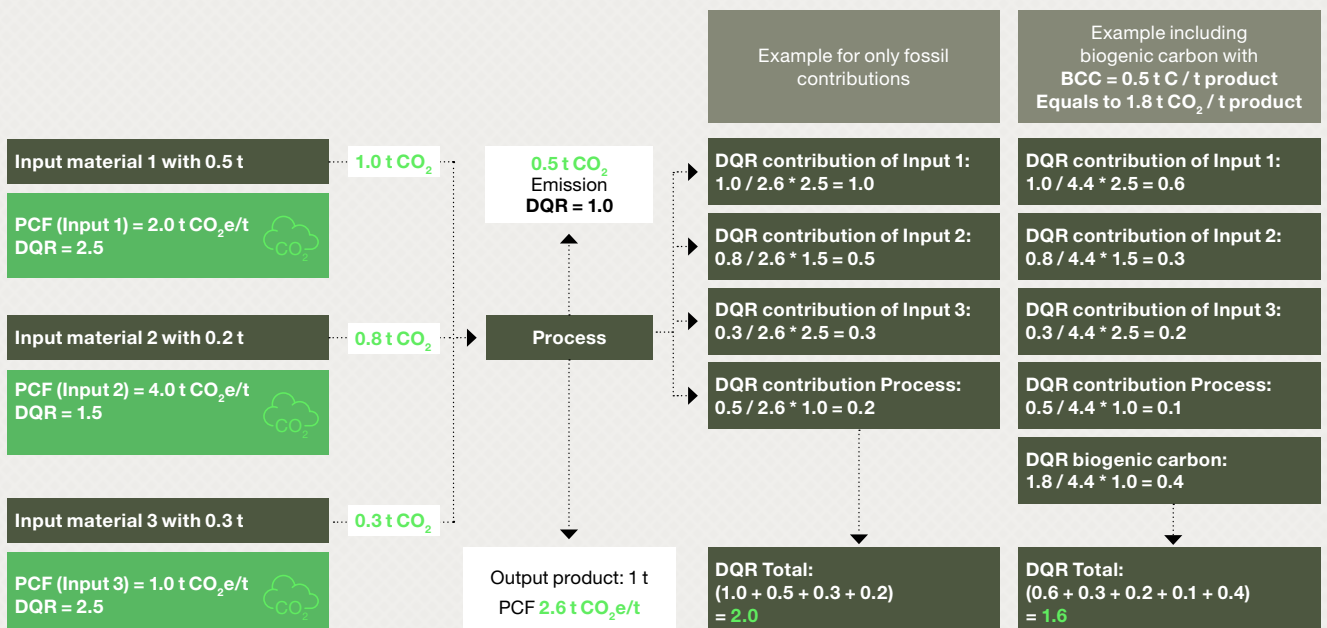 Example for only fossil
contributions
Example including
biogenic carbon with
BCC = 0.5 t C / t product
Equals to 1.8 t CO₂ / t product
Input material 1 with 0.5 t
1.0 t CO₂
PCF (Input 1) = 2.0 t CO₂e/t
DQR = 2.5
CO₂
Input material 2 with 0.2 t
0.8 t CO₂
PCF (Input 2) = 4.0 t CO₂e/t
DQR = 1.5
CO₂
Input material 3 with 0.3 t
0.3 t CO₂
PCF (Input 3) = 1.0 t CO₂e/t
DQR = 2.5
CO₂
0.5 t CO₂
Emission
DQR = 1.0
Process
Output product: 1 t
PCF 2.6 t CO₂e/t
DQR contribution of Input 1:
1.0 / 2.6 * 2.5 = 1.0
DQR contribution of Input 2:
0.8 / 2.6 * 1.5 = 0.5
DQR contribution of Input 3:
0.3 / 2.6 * 2.5 = 0.3
DQR contribution Process:
0.5 / 2.6 * 1.0 = 0.2
DQR Total:
(1.0 + 0.5 + 0.3 + 0.2)
= 2.0
DQR contribution of Input 1:
1.0 / 4.4 * 2.5 = 0.6
DQR contribution of Input 2:
0.8 / 4.4 * 1.5 = 0.3
DQR contribution of Input 3:
0.3 / 4.4 * 2.5 = 0.2
DQR contribution Process:
0.5 / 4.4 * 1.0 = 0.1
DQR biogenic carbon:
1.8 / 4.4 * 1.0 = 0.4
DQR Total:
(0.6 + 0.3 + 0.2 + 0.1 + 0.4)
= 1.6